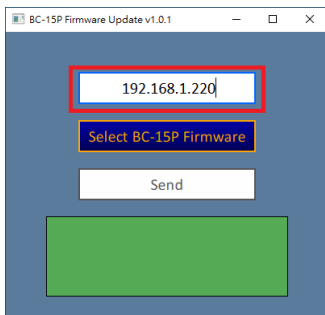 BC-15P Firmware Update v1.0.1
192.168.1.220
Select BC-15P Firmware
Send